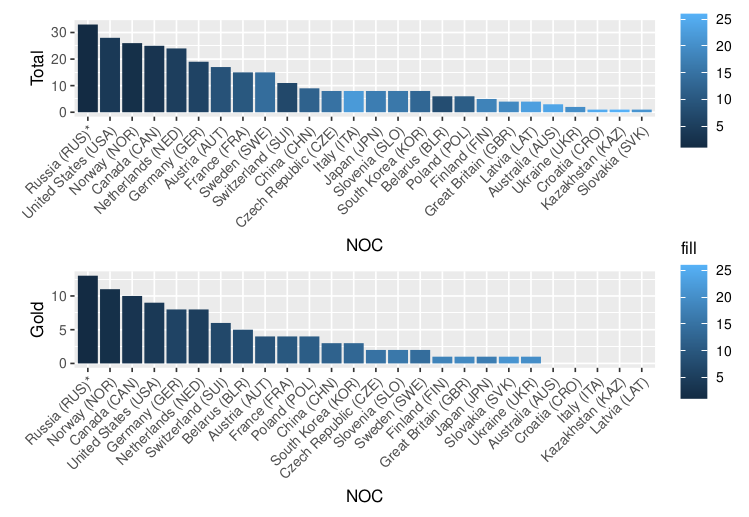 Total
30
20
10
0
Russia (RUS)*
United States (USA)
Norway (NOR)
Canada (CAN)
Netherlands (NED)
Germany (GER)
Austria (AUT)
France (FRA)
Sweden (SWE)
Switzerland (SUI)
China (CHN)
Czech Republic (CZE)
Italy (ITA)
Japan (JPN)
Slovenia (SLO)
South Korea (KOR)
Belarus (BLR)
Poland (POL)
Finland (FIN)
Great Britain (GBR)
Latvia (LAT)
Australia (AUS)
Ukraine (UKR)
Croatia (CRO)
Kazakhstan (KAZ)
Slovakia (SVK)
NOC
25
20
15
10
5
Gold
10
5
0
Russia (RUS)*
Norway (NOR)
Canada (CAN)
United States (USA)
Germany (GER)
Netherlands (NED)
Switzerland (SUI)
Belarus (BLR)
Austria (AUT)
France (FRA)
Poland (POL)
China (CHN)
South Korea (KOR)
Czech Republic (CZE)
Slovenia (SLO)
Sweden (SWE)
Finland (FIN)
Great Britain (GBR)
Japan (JPN)
Slovakia (SVK)
Ukraine (UKR)
Australia (AUS)
Croatia (CRO)
Italy (ITA)
Kazakhstan (KAZ)
Latvia (LAT)
NOC
fill
25
20
15
10
5